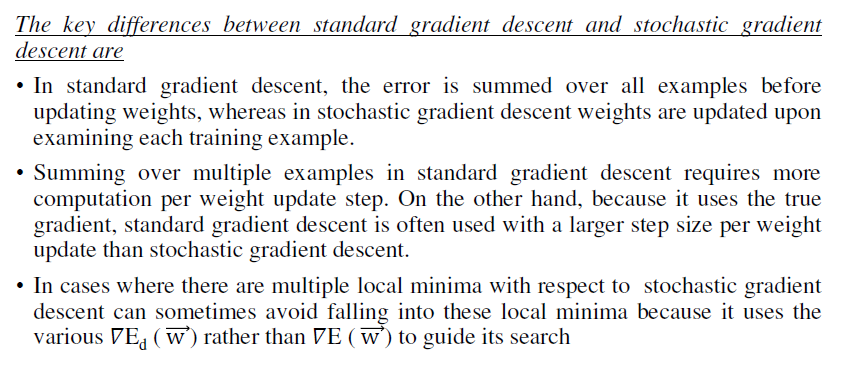 The key differences between standard gradient descent and stochastic gradient
descent are
• In standard gradient descent, the error is summed over all examples before
updating weights, whereas in stochastic gradient descent weights are updated upon
examining each training example.
• Summing over multiple examples in standard gradient descent requires more
computation per weight update step. On the other hand, because it uses the true
gradient, standard gradient descent is often used with a larger step size per weight
update than stochastic gradient descent.
• In cases where there are multiple local minima with respect to stochastic gradient
descent can sometimes avoid falling into these local minima because it uses the
various ∇E_d ( w⃗ ) rather than ∇E ( w⃗ ) to guide its search